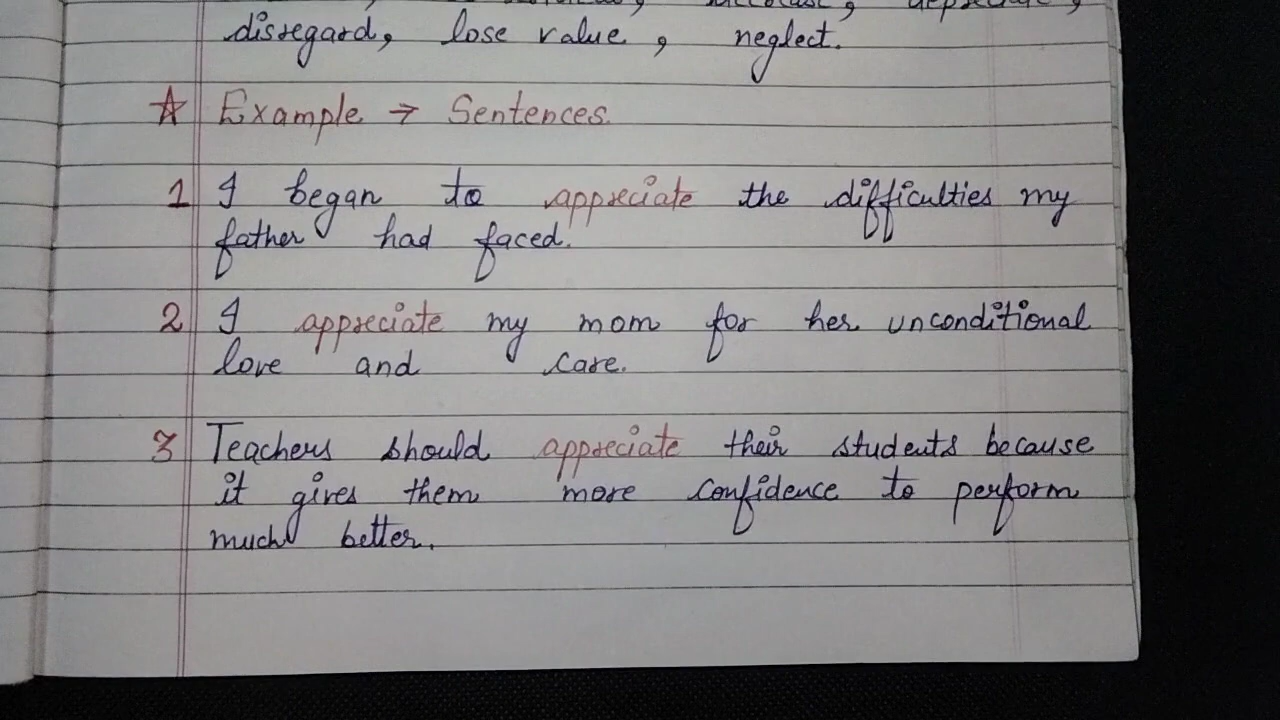 disregard, lose value, neglect.
☆ Example → Sentences.
1 I began to appreciate the difficulties my
father had faced.
2 I appreciate my mom for her unconditional
love and care.
3 Teachers should appreciate their students because
it gives them more confidence to perform
much better.